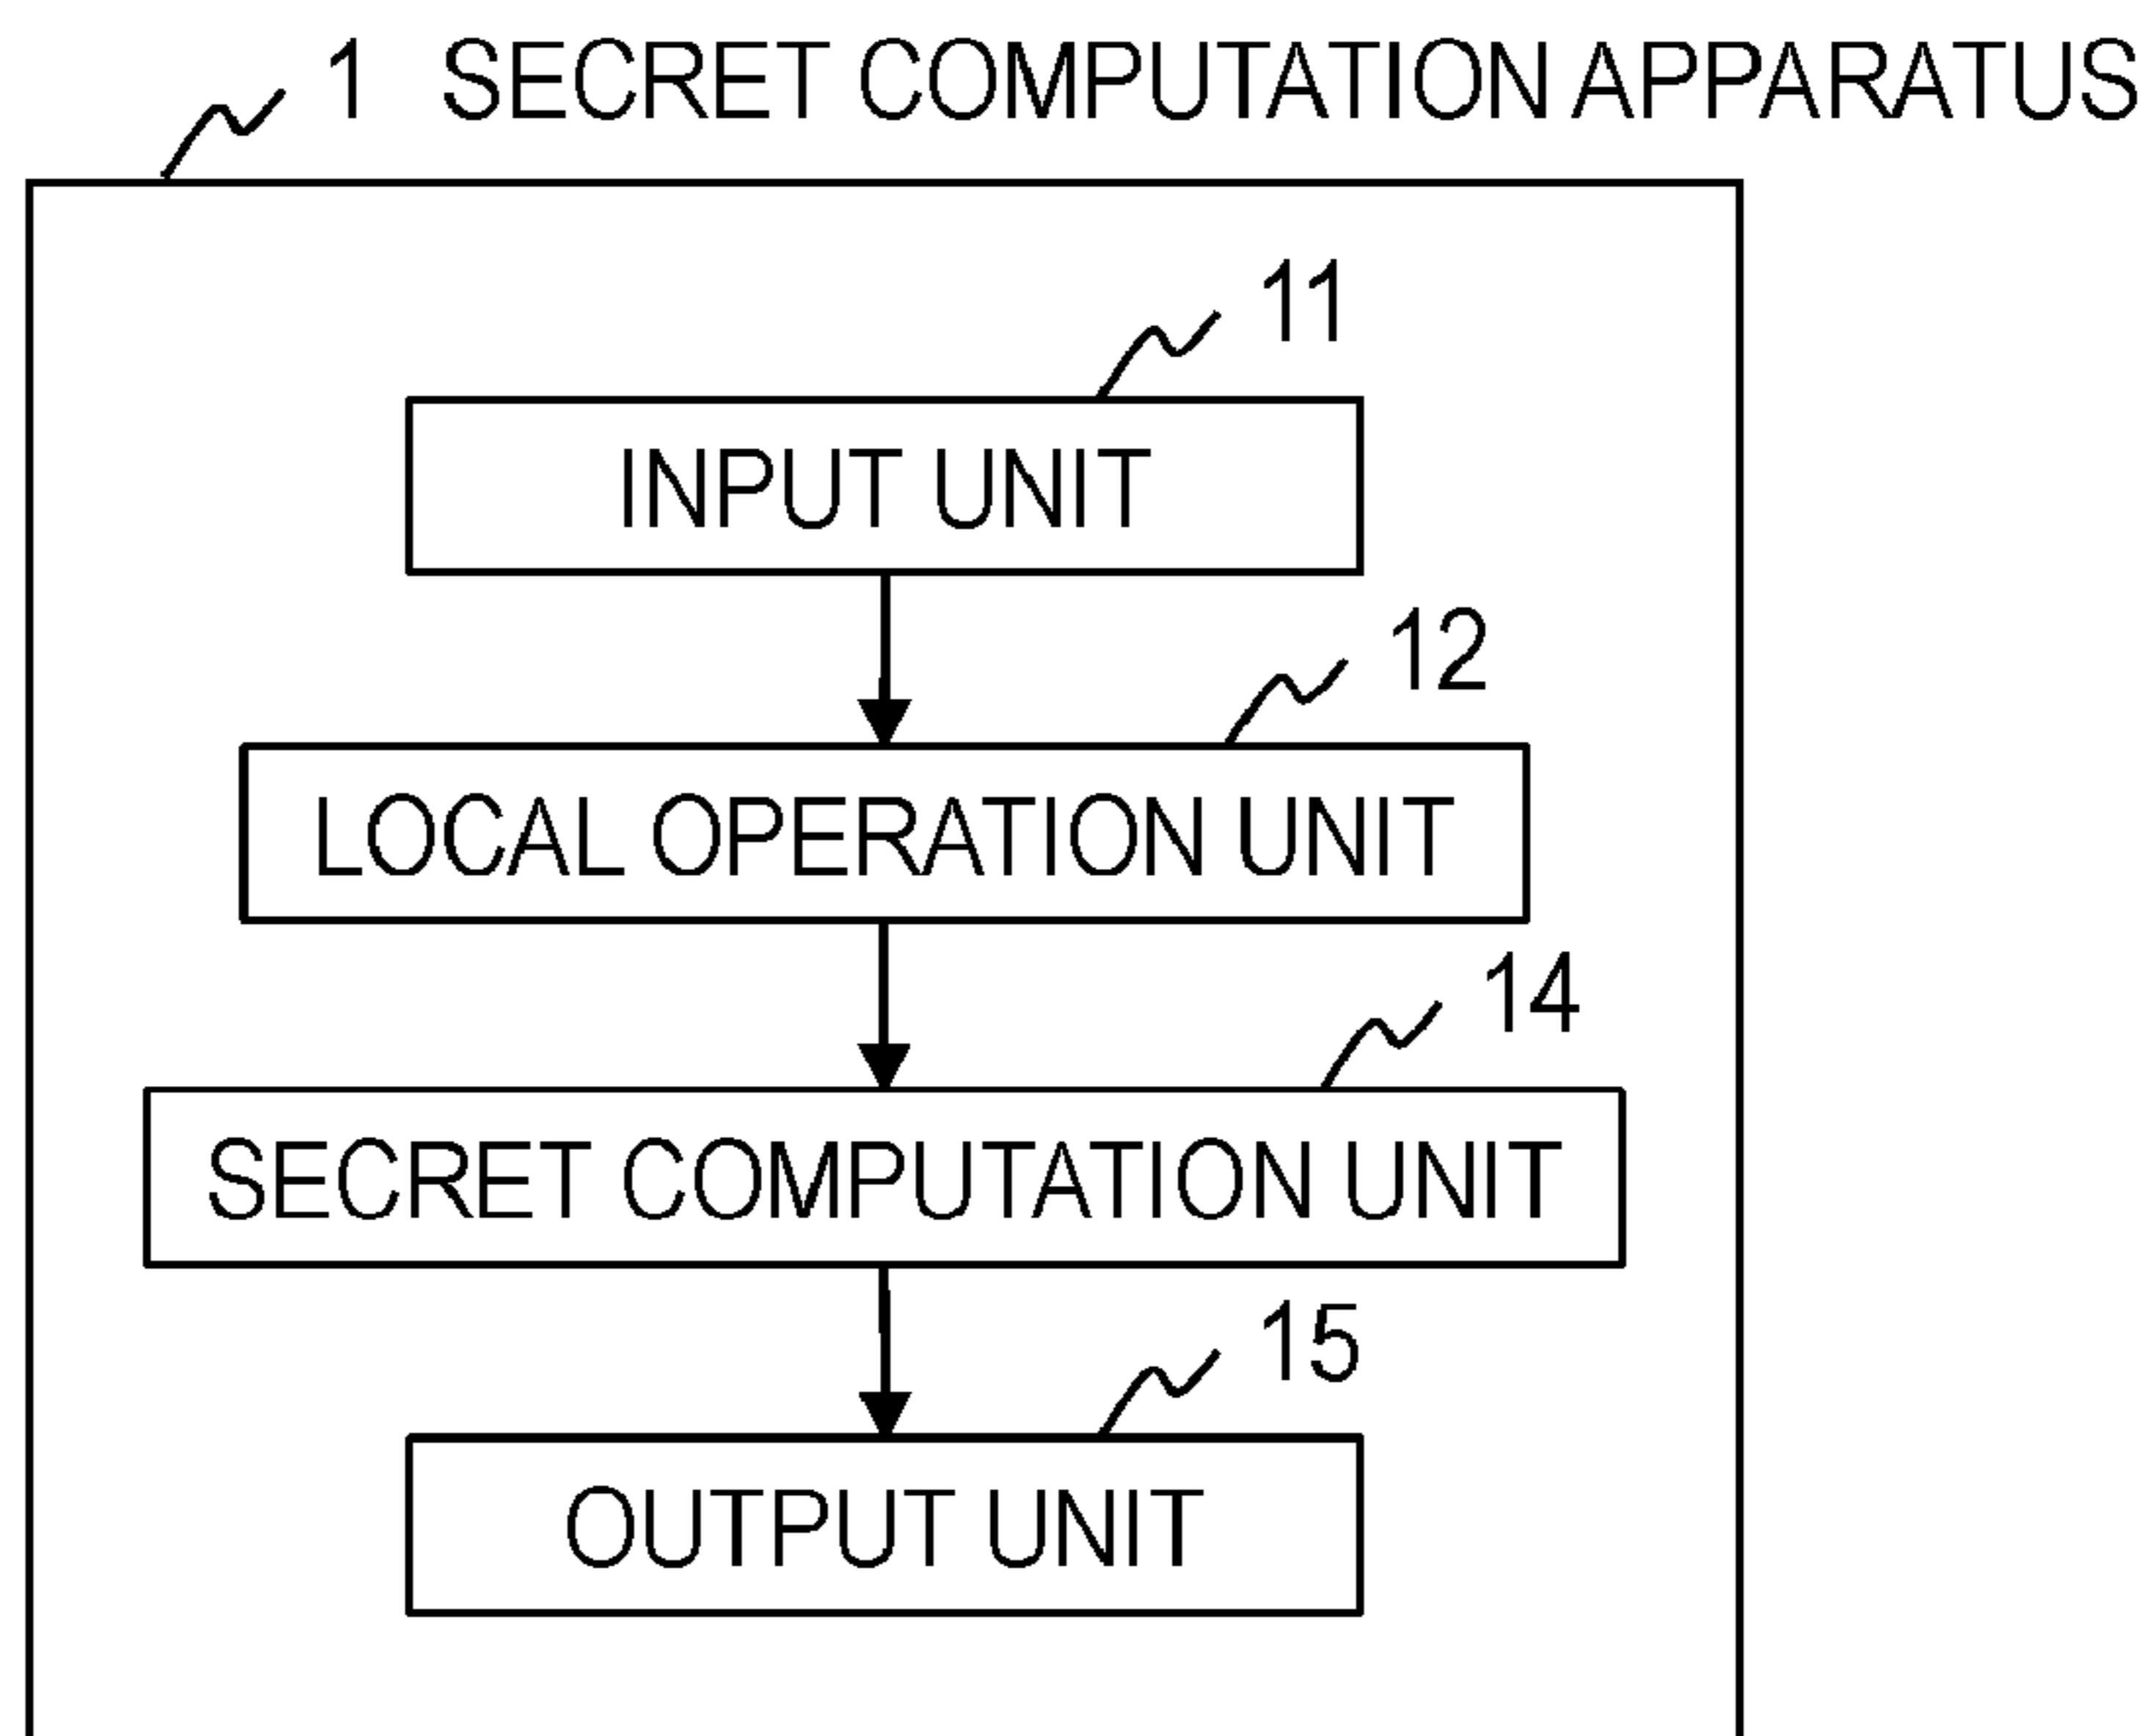 1 SECRET COMPUTATION APPARATUS
11
INPUT UNIT
12
LOCAL OPERATION UNIT
14
SECRET COMPUTATION UNIT
15
OUTPUT UNIT